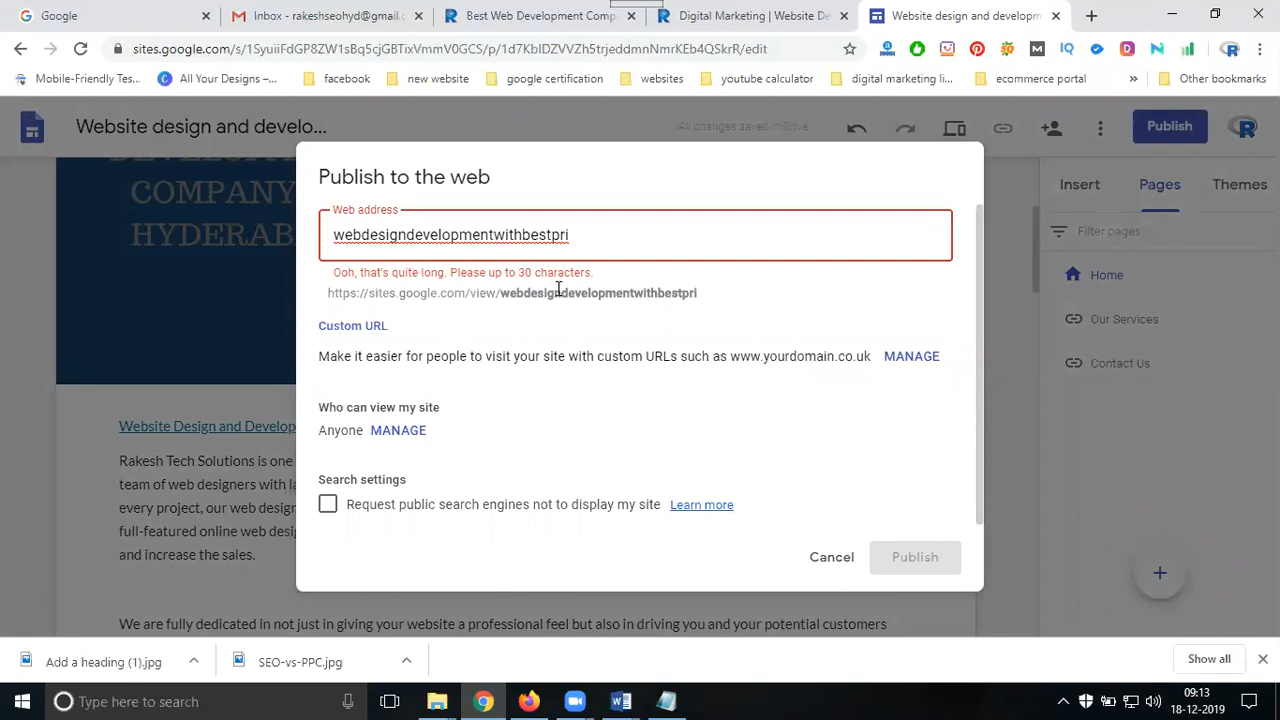 Google
Inbox - rakeshseohyd@gmailc
Best Web Development Comp
Digital Marketing | Website De
Website design and developm
sites.google.com/s/1SyuiiFdGP8ZW1sBq5cjGBTixVmmV0GCS/p/1d7KbIDZVVZh5trjeddmnNmrKEb4QSkrR/edit
Mobile-Friendly Tes...
All Your Designs –...
facebook
new website
google certification
websites
youtube calculator
digital marketing li...
ecommerce portal
Other bookmarks
Website design and develo...
All changes saved in Drive
Publish
COMPANY
HYDERAB
Insert
Pages
Themes
Filter pages
Home
Our Services
Contact Us
Publish to the web
Web address
webdesigndevelopmentwithbestpri
Ooh, that's quite long. Please up to 30 characters.
https://sites.google.com/view/webdesigndevelopmentwithbestpri
Custom URL
Make it easier for people to visit your site with custom URLs such as www.yourdomain.co.uk MANAGE
Who can view my site
Anyone MANAGE
Search settings
Request public search engines not to display my site Learn more
Cancel
Publish
Website Design and Develop
Rakesh Tech Solutions is one
team of web designers with la
every project, our web design
full-featured online web desig
and increase the sales.
We are fully dedicated in not just in giving your website a professional feel but also in driving you and your potential customers
Add a heading (1).jpg
SEO-vs-PPC.jpg
Show all
Type here to search
09:13
18-12-2019